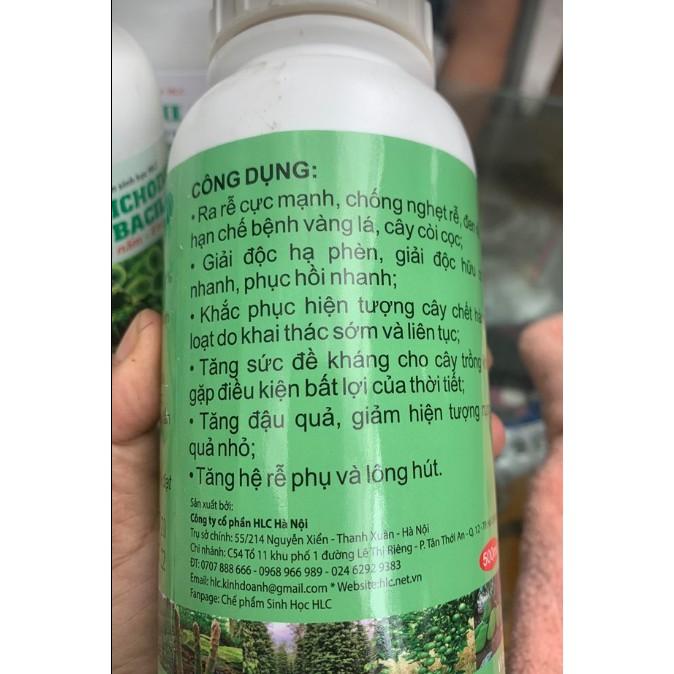 CÔNG DỤNG:
• Ra rễ cực mạnh, chống nghẹt rễ, đen
hạn chế bệnh vàng lá, cây còi cọc;
• Giải độc hạ phèn, giải độc hữu
nhanh, phục hồi nhanh;
• Khắc phục hiện tượng cây chết
loạt do khai thác sớm và liên tục;
• Tăng sức đề kháng cho cây trồng
gặp điều kiện bất lợi của thời tiết;
• Tăng đậu quả, giảm hiện tượng
quả nhỏ;
• Tăng hệ rễ phụ và lông hút.
Sản xuất bởi:
Công ty cổ phần HLC Hà Nội
Trụ sở chính: 55/214 Nguyễn Xiển - Thanh Xuân - Hà Nội
Chi nhánh: C54 Tổ 11 khu phố 1 đường Lê Thị Riêng - P. Tân Thới An - Q. 12 -
ĐT: 0707 888 666 - 0968 966 989 - 024 6292 9383
Email: hlc.kinhdoanh@gmail.com * Website:hlc.net.vn
Fanpage: Chế phẩm Sinh Học HLC
sinh học
BACIL